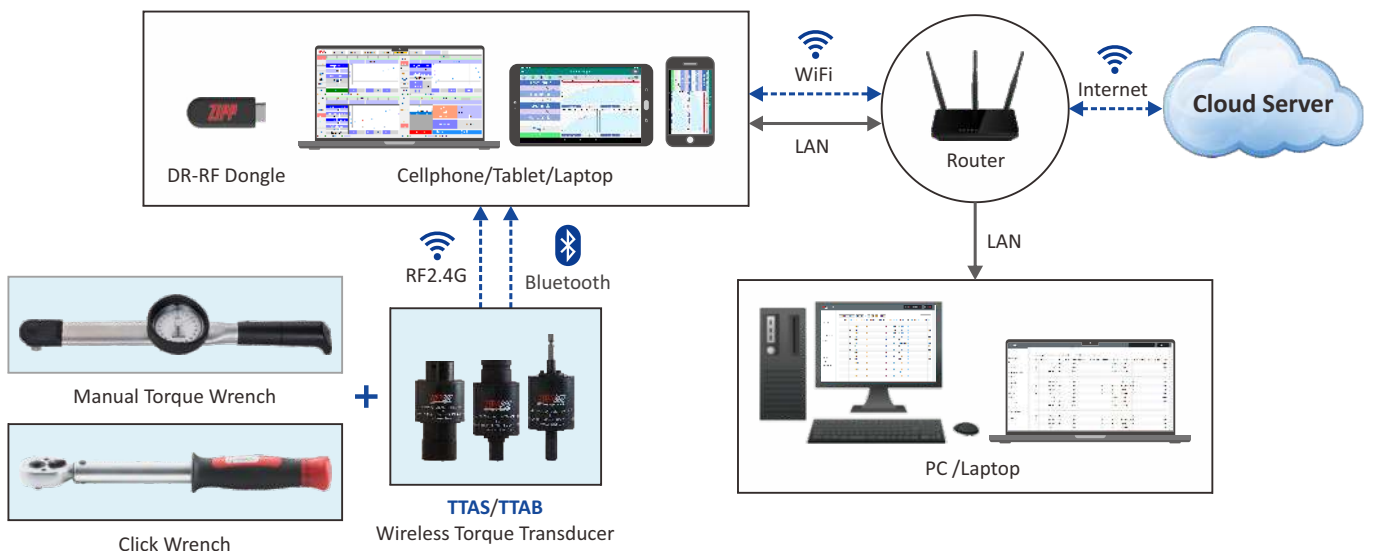 WiFi
Internet
Cloud Server
ZIPP
LAN
Router
DR-RF Dongle
Cellphone/Tablet/Laptop
LAN
RF2.4G
Bluetooth
Manual Torque Wrench
+
PC /Laptop
TTAS/TTAB
Wireless Torque Transducer
Click Wrench